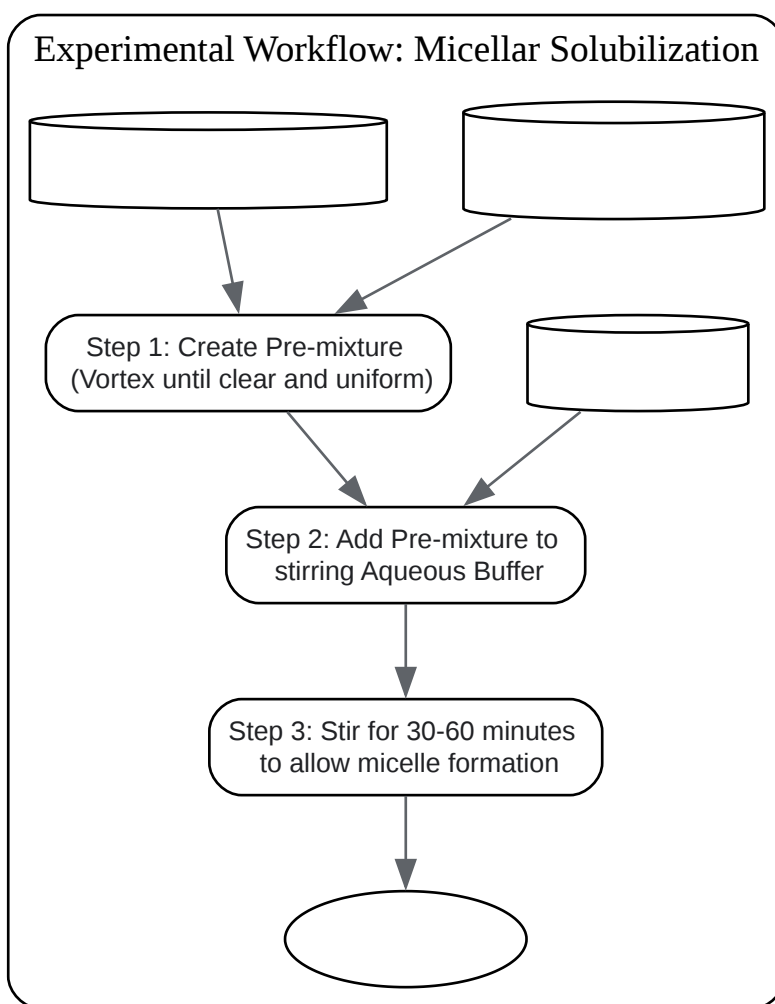 Experimental Workflow: Micellar Solubilization
Step 1: Create Pre-mixture
(Vortex until clear and uniform)
Step 2: Add Pre-mixture to
stirring Aqueous Buffer
Step 3: Stir for 30-60 minutes
to allow micelle formation